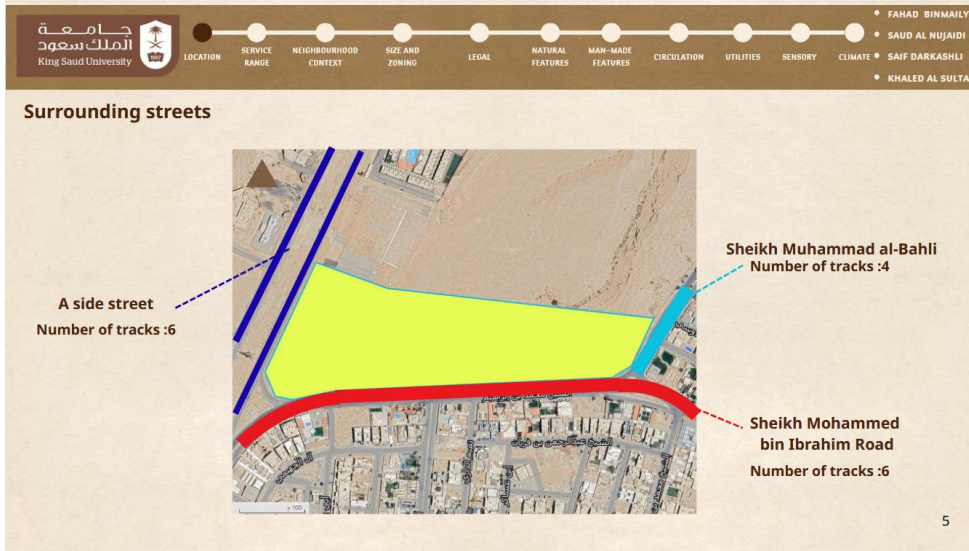 جـــامـــعـــة
الملك سعود
King Saud University
1957
LOCATION
SERVICE
RANGE
NEIGHBOURHOOD
CONTEXT
SIZE AND
ZONING
LEGAL
NATURAL
FEATURES
MAN-MADE
FEATURES
CIRCULATION
UTILITIES
SENSORY
CLIMATE
• FAHAD BINMAILY
• SAUD AL NUJAIDI
• SAIF DARKASHLI
• KHALED AL SULTA
Surrounding streets
Sheikh Muhammad al-Bahli
Number of tracks :4
A side street
Number of tracks :6
Sheikh Mohammed
bin Ibrahim Road
Number of tracks :6
100 م
5